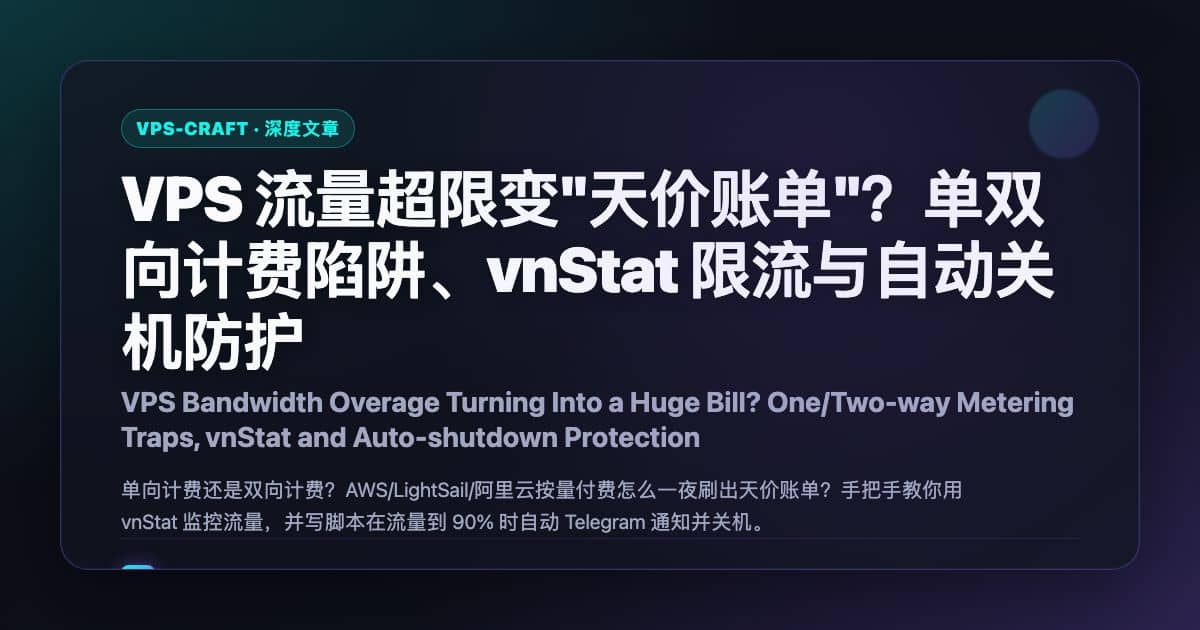 VPS-CRAFT · 深度文章
VPS 流量超限变"天价账单"？单双
向计费陷阱、vnStat 限流与自动关
机防护
VPS Bandwidth Overage Turning Into a Huge Bill? One/Two-way Metering
Traps, vnStat and Auto-shutdown Protection
单向计费还是双向计费？AWS/LightSail/阿里云按量付费怎么一夜刷出天价账单？手把手教你用
vnStat 监控流量，并写脚本在流量到 90% 时自动 Telegram 通知并关机。